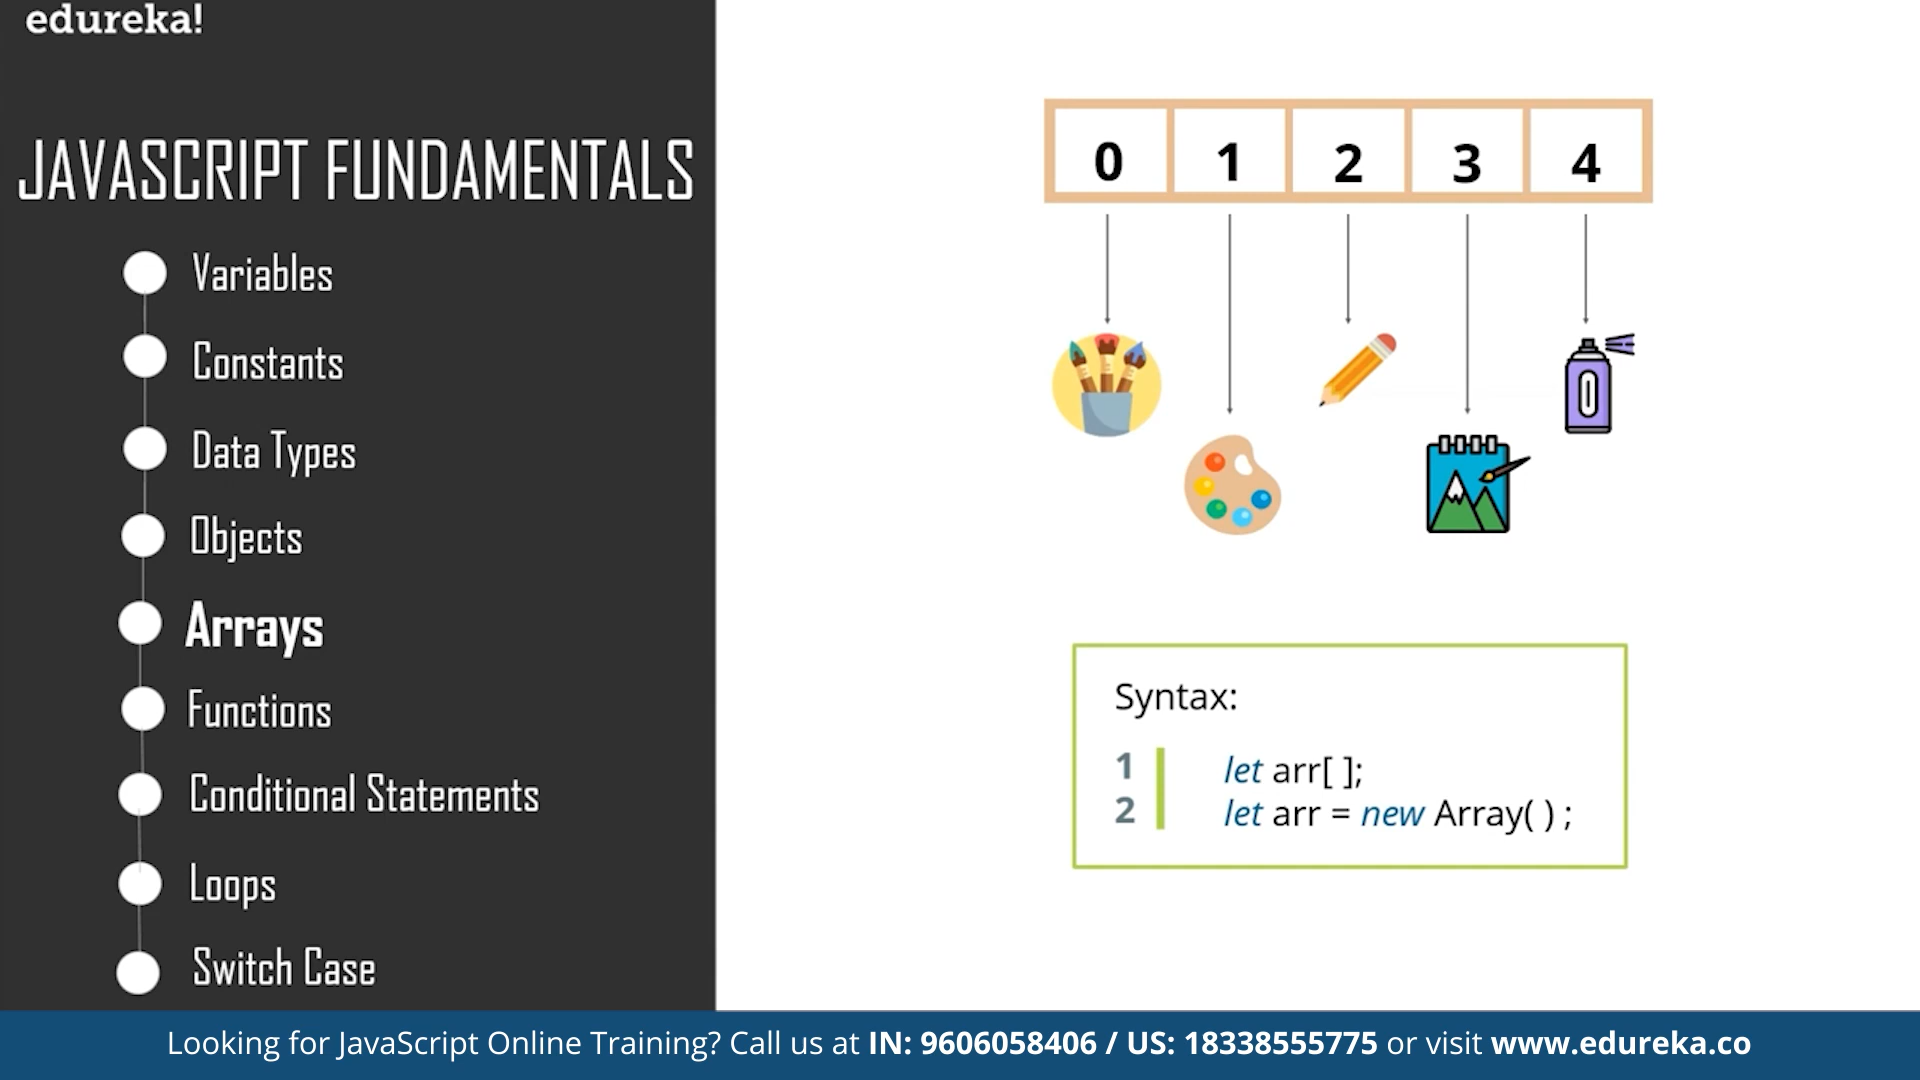 edureka!
JAVASCRIPT FUNDAMENTALS
Variables
Constants
Data Types
Objects
Arrays
Functions
Conditional Statements
Loops
Switch Case
0 1 2 3 4
Syntax:
1 let arr[ ];
2 let arr = new Array( ) ;
Looking for JavaScript Online Training? Call us at IN: 9606058406 / US: 18338555775 or visit www.edureka.co